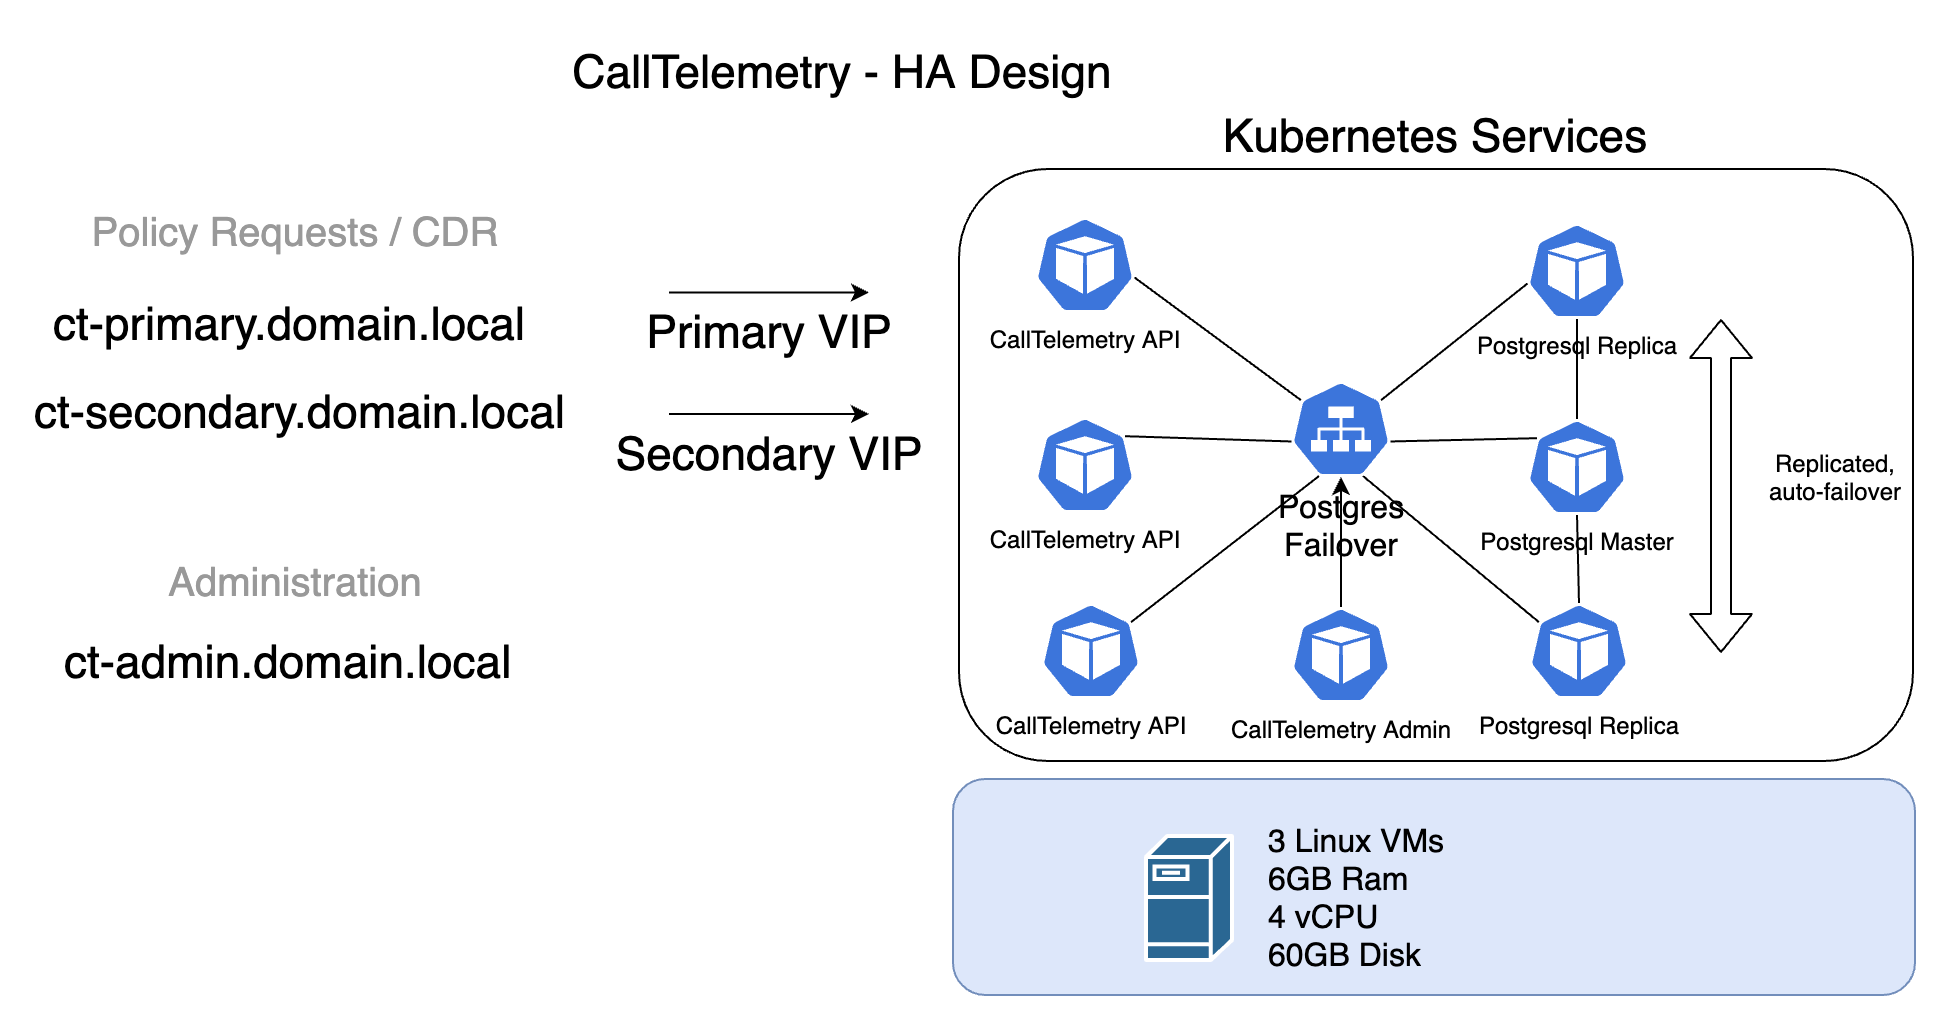 CallTelemetry - HA Design
Kubernetes Services
Policy Requests / CDR
ct-primary.domain.local
Primary VIP
ct-secondary.domain.local
Secondary VIP
Administration
ct-admin.domain.local
CallTelemetry API
Postgresql Replica
CallTelemetry API
Postgres
Failover
Postgresql Master
Replicated,
auto-failover
CallTelemetry API
CallTelemetry Admin
Postgresql Replica
3 Linux VMs
6GB Ram
4 vCPU
60GB Disk